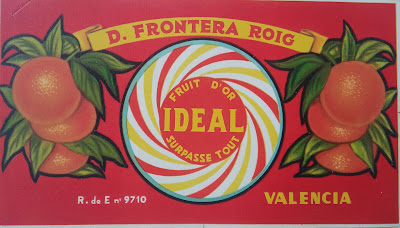 D. FRONTERA ROIG
FRUIT D'OR
IDEAL
SURPASSE TOUT
R. de E nº 9710
VALENCIA